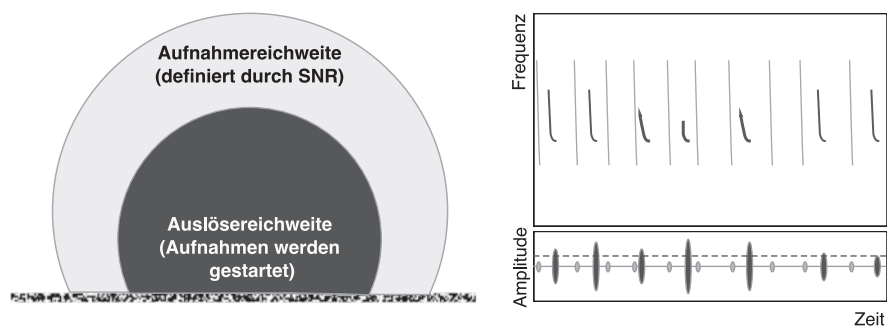 Aufnahmereichweite
(definiert durch SNR)
Auslösereichweite
(Aufnahmen werden
gestartet)
Frequenz
Amplitude
Zeit